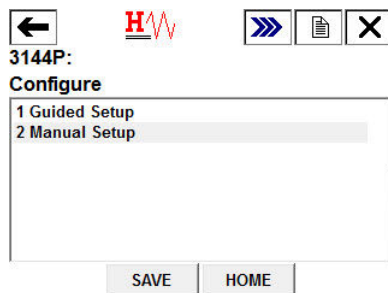 H
3144P:
Configure
1 Guided Setup
2 Manual Setup
SAVE HOME